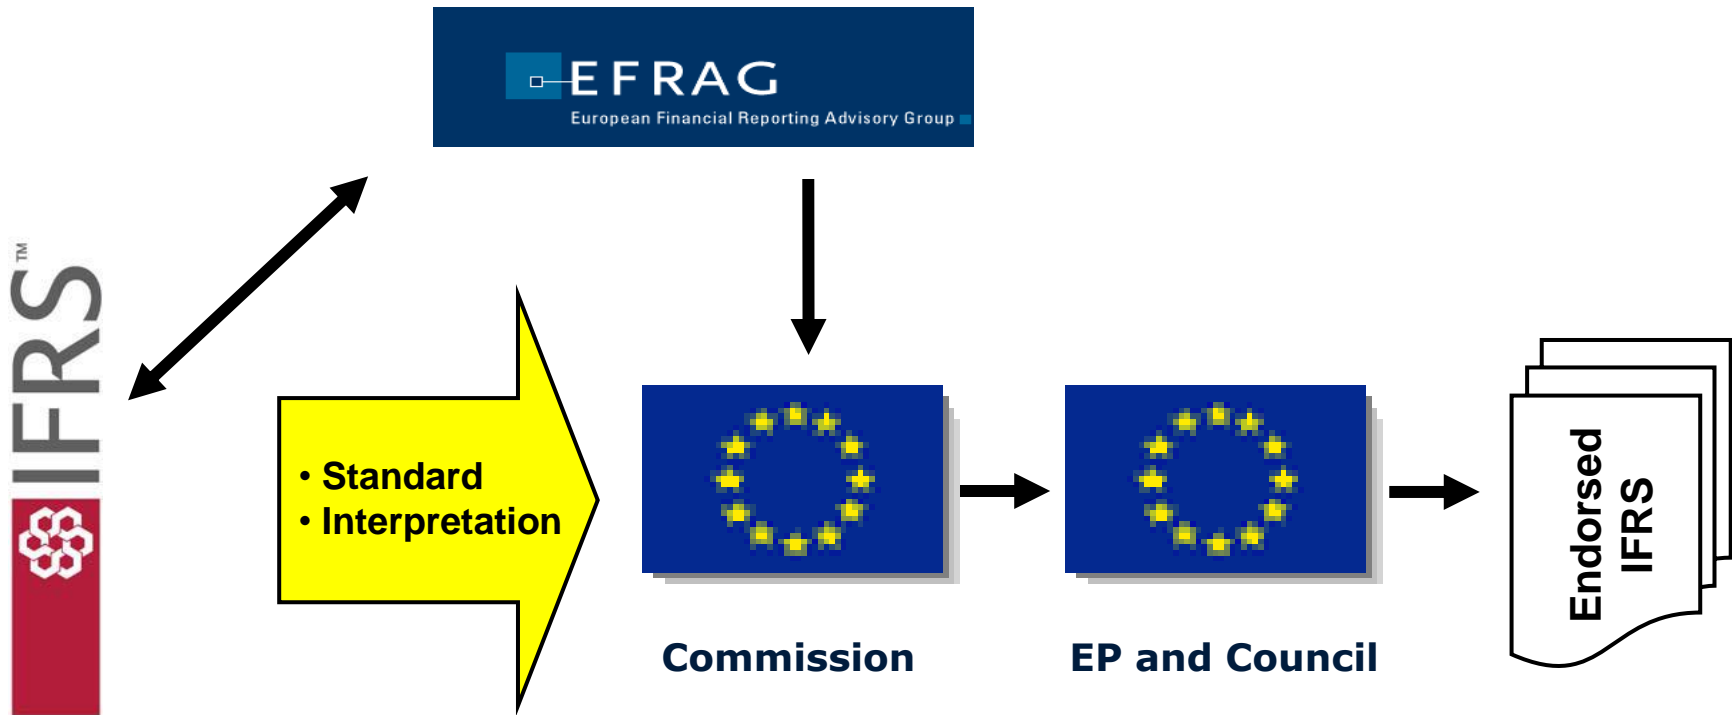 EFRAG
European Financial Reporting Advisory Group
IFRS™
• Standard
• Interpretation
Commission
EP and Council
Endorsed
IFRS